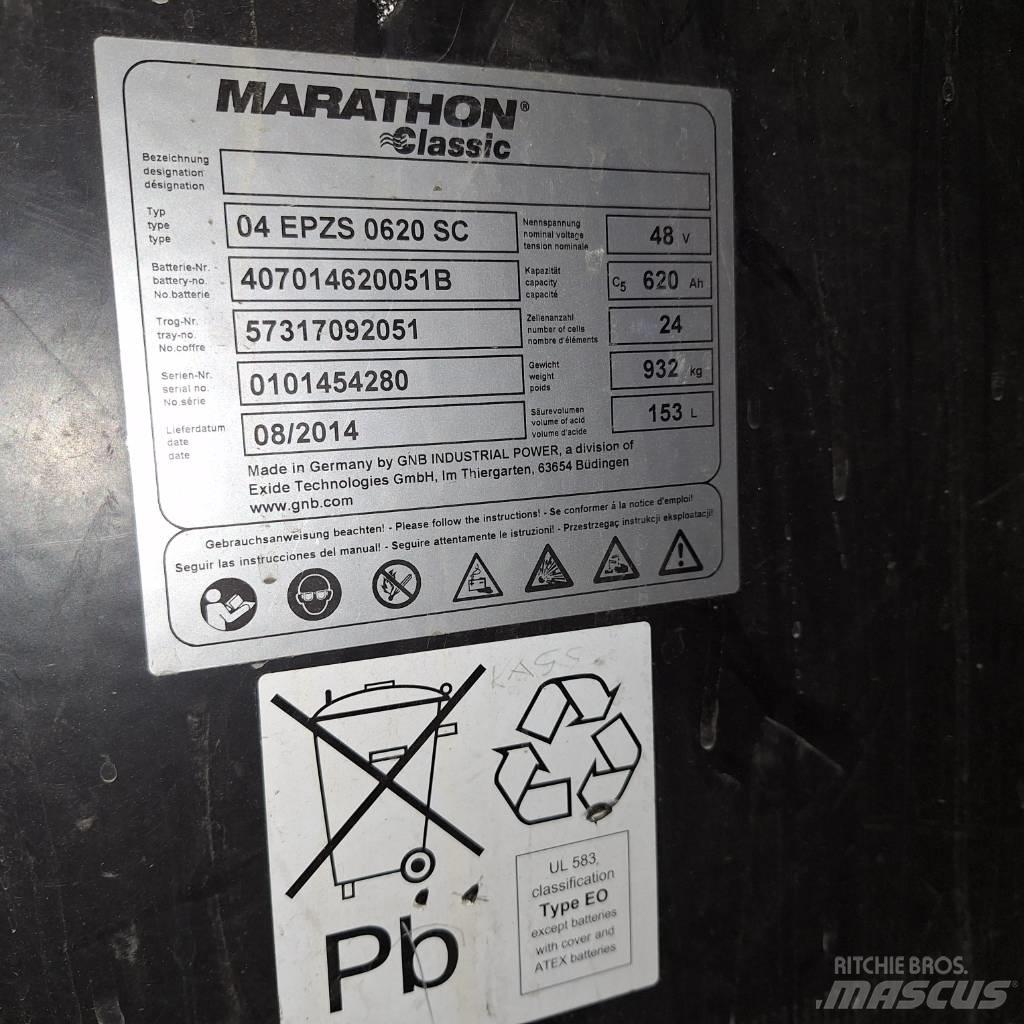 MARATHON®
Classic
Bezeichnung
designation
désignation
Typ
type
type
04 EPZS 0620 SC
Nennspannung
nominal voltage
tension nominale
48 V
Batterie-Nr.
battery-no.
No.batterie
407014620051B
Kapazität
capacity
capacité
C5 620 Ah
Trog-Nr.
tray-no.
No.coffre
57317092051
Zellenanzahl
number of cells
nombre d'éléments
24
Serien-Nr.
serial no.
No.série
0101454280
Gewicht
weight
poids
932 kg
Lieferdatum
date
date
08/2014
Säurevolumen
volume of acid
volume d'acide
153 L
Made in Germany by GNB INDUSTRIAL POWER, a division of
Exide Technologies GmbH, Im Thiergarten, 63654 Büdingen
www.gnb.com
Gebrauchsanweisung beachten! - Please follow the instructions! - Se conformer à la notice d'emploi!
Seguir las instrucciones del manual! - Seguire attentamente le istruzioni! - Przestrzegaç instrukcji eksploatacji!
KASS
Pb
UL 583,
classification
Type EO
except batteries
with cover and
ATEX batteries
RITCHIE BROS.
MASCUS